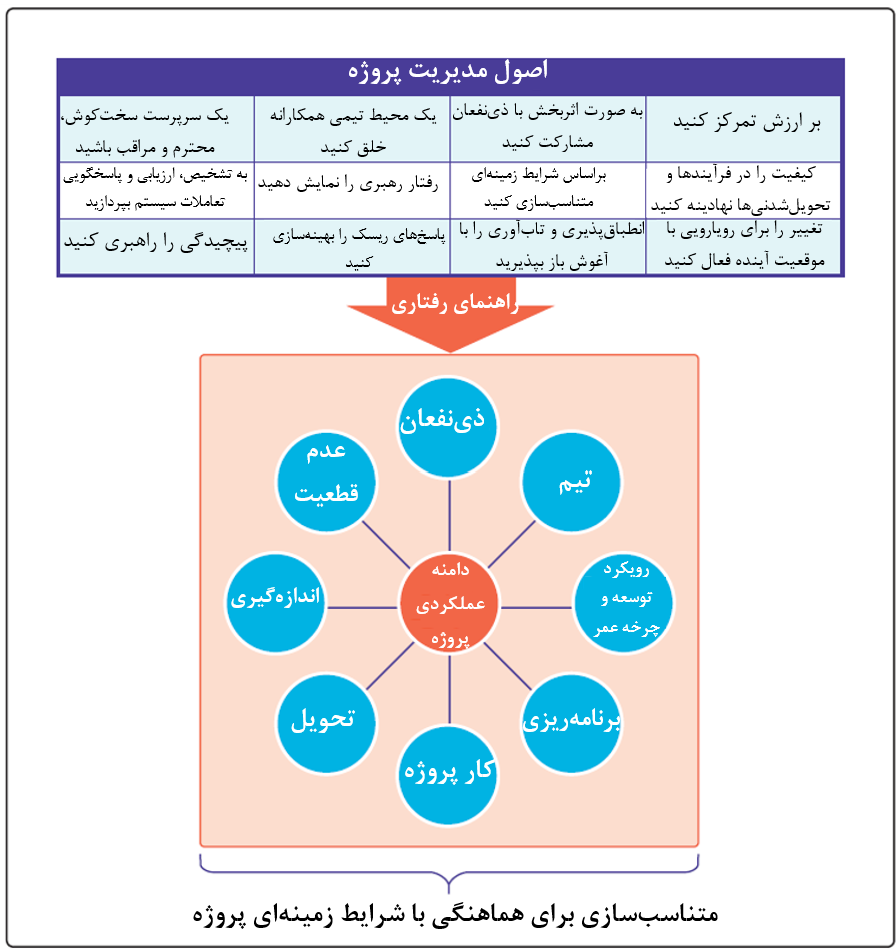 اصول مدیریت پروژه
بر ارزش تمرکز کنید
به صورت اثربخش با ذی‌نفعان
مشارکت کنید
یک محیط تیمی همکارانه
خلق کنید
یک سرپرست سخت‌کوش،
محترم و مراقب باشید
کیفیت را در فرآیندها و
تحویل‌شدنی‌ها نهادینه کنید
براساس شرایط زمینه‌ای
متناسب‌سازی کنید
رفتار رهبری را نمایش دهید
به تشخیص، ارزیابی و پاسخگویی
تعاملات سیستم بپردازید
تغییر را برای رویارویی با
موقعیت آینده فعال کنید
انطباق‌پذیری و تاب‌آوری را با
آغوش باز بپذیرید
پاسخ‌های ریسک را بهینه‌سازی
کنید
پیچیدگی را راهبری کنید
راهنمای رفتاری
ذی‌نفعان
تیم
رویکرد
توسعه و
چرخه عمر
برنامه‌ریزی
کار پروژه
تحویل
اندازه‌گیری
عدم
قطعیت
دامنه
عملکردی
پروژه
متناسب‌سازی برای هماهنگی با شرایط زمینه‌ای پروژه